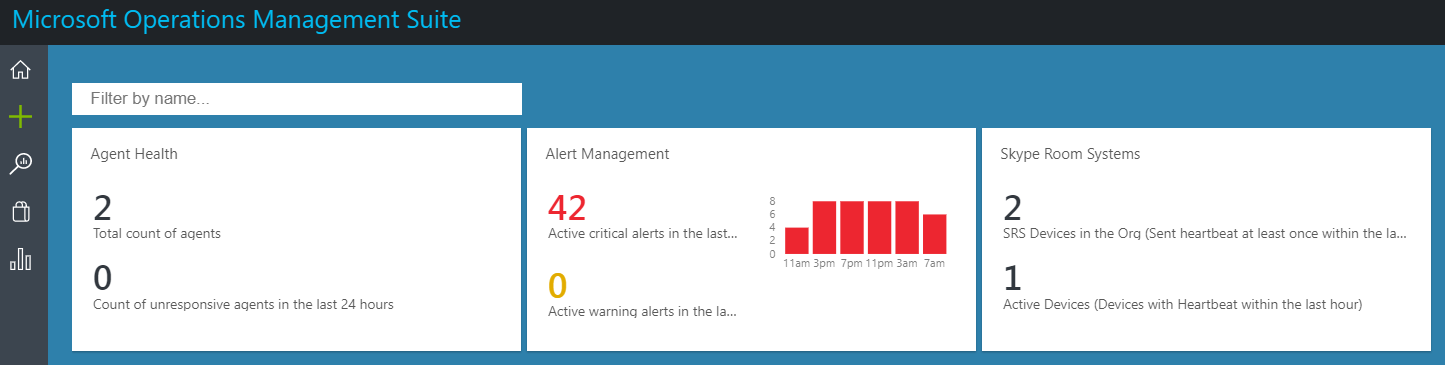 Microsoft Operations Management Suite
Filter by name...
Agent Health
2
Total count of agents
0
Count of unresponsive agents in the last 24 hours
Alert Management
42
Active critical alerts in the last...
0
Active warning alerts in the la...
8
6
4
2
0
11am 3pm 7pm 11pm 3am 7am
Skype Room Systems
2
SRS Devices in the Org (Sent heartbeat at least once within the la...
1
Active Devices (Devices with Heartbeat within the last hour)